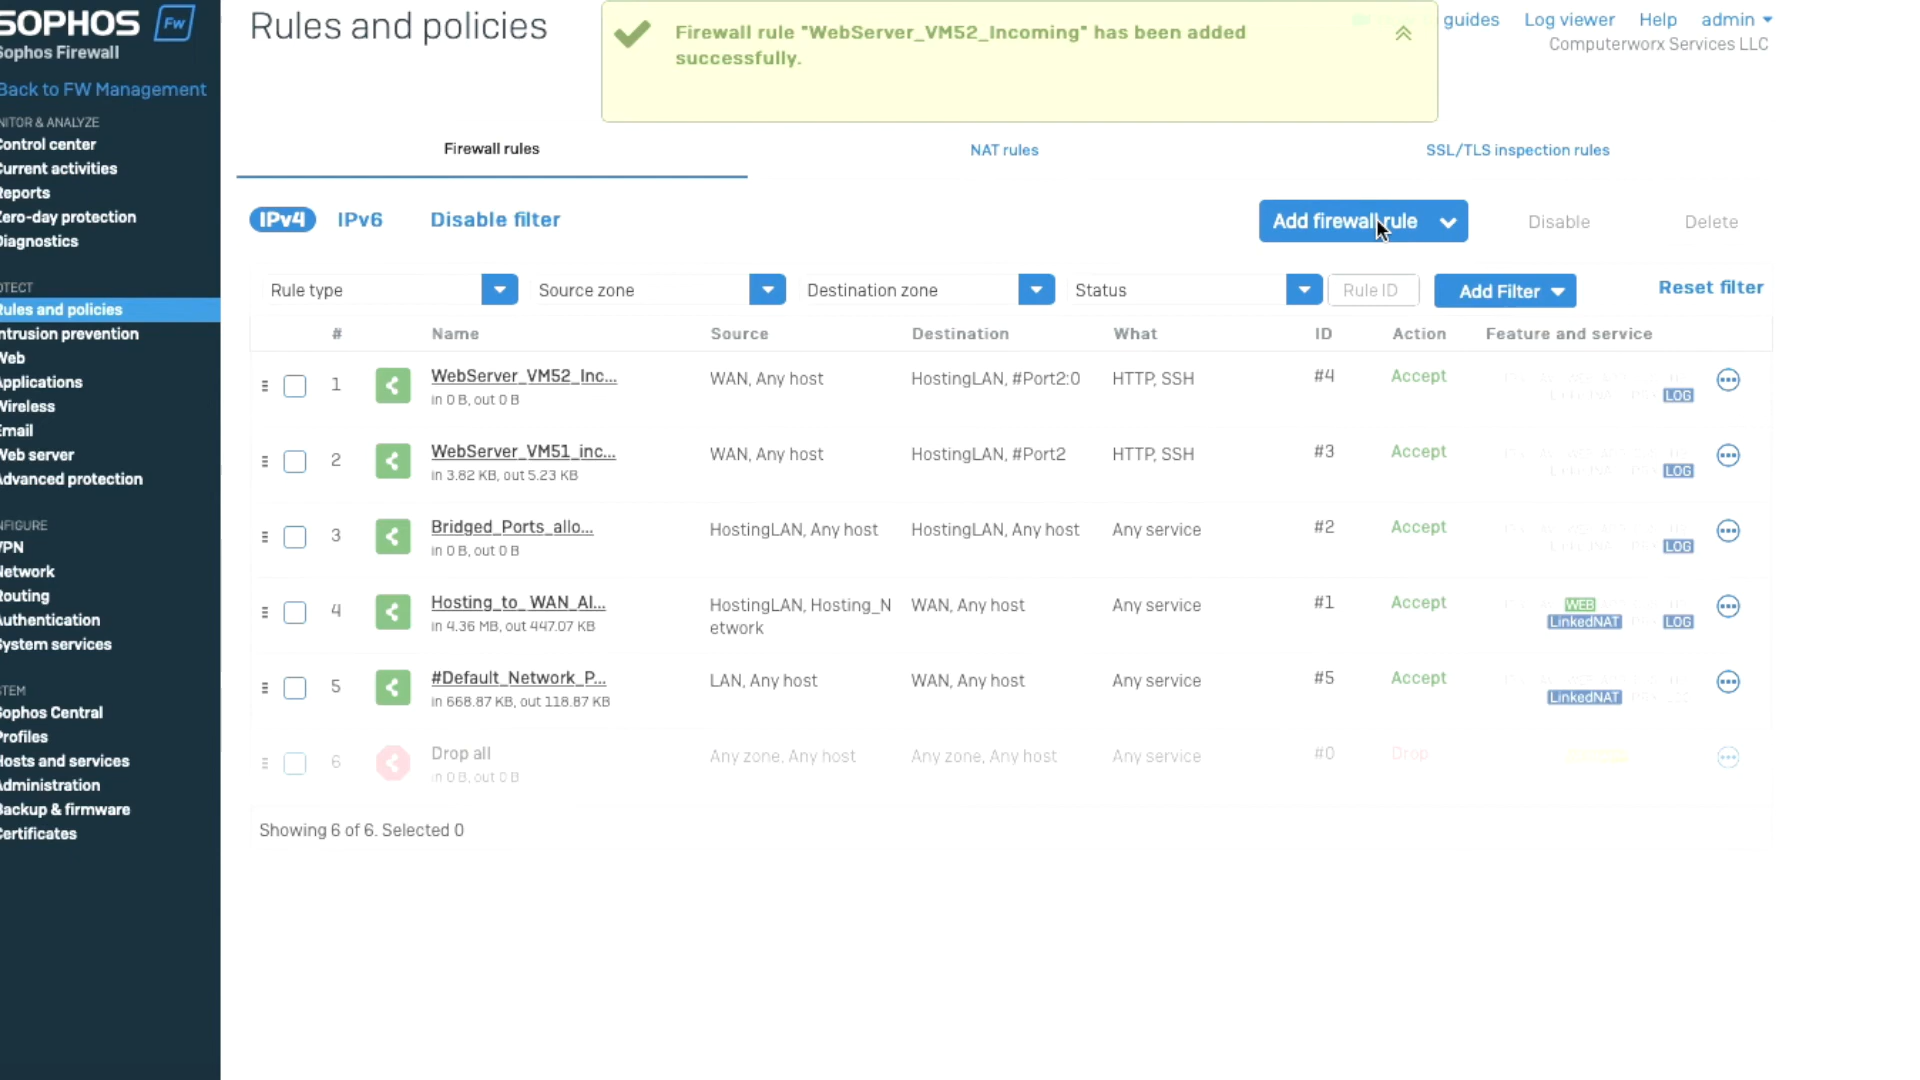 SOPHOS FW
Sophos Firewall
Back to FW Management
NITOR & ANALYZE
Control center
Current activities
Reports
Zero-day protection
Diagnostics
OTECT
Rules and policies
ntrusion prevention
Web
Applications
Wireless
Email
Web server
Advanced protection
NFIGURE
VPN
Network
Routing
Authentication
System services
STEM
Sophos Central
Profiles
Hosts and services
Administration
Backup & firmware
Certificates
Rules and policies
Firewall rule "WebServer_VM52_Incoming" has been added
successfully.
guides Log viewer Help admin
Computerworx Services LLC
Firewall rules NAT rules SSL/TLS inspection rules
IPv4 IPv6 Disable filter Add firewall rule Disable Delete
Rule type Source zone Destination zone Status Rule ID Add Filter Reset filter
# Name Source Destination What ID Action Feature and service
1 WebServer_VM52_Inc... WAN, Any host HostingLAN, #Port2:0 HTTP, SSH #4 Accept
in 0 B, out 0 B LOG
2 WebServer_VM51_inc... WAN, Any host HostingLAN, #Port2 HTTP, SSH #3 Accept
in 3.82 KB, out 5.23 KB LOG
3 Bridged_Ports_allo... HostingLAN, Any host HostingLAN, Any host Any service #2 Accept
in 0 B, out 0 B LOG
4 Hosting_to_WAN_Al... HostingLAN, Hosting_N WAN, Any host Any service #1 Accept WEB
in 4.36 MB, out 447.07 KB etwork LinkedNAT LOG
5 #Default_Network_P... LAN, Any host WAN, Any host Any service #5 Accept
in 668.87 KB, out 118.87 KB LinkedNAT
6 Drop all Any zone, Any host Any zone, Any host Any service #0 Drop
in 0 B, out 0 B
Showing 6 of 6. Selected 0